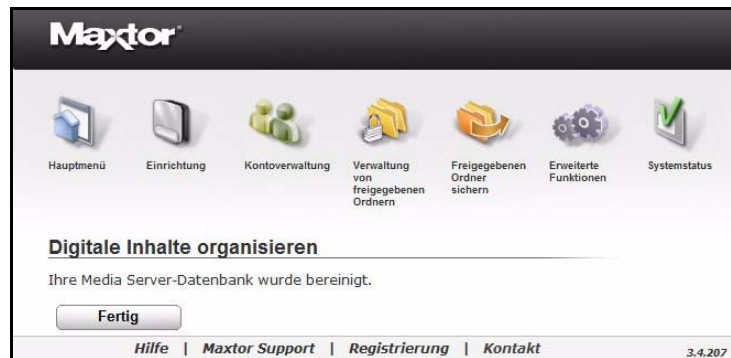 Maxtor
Hauptmenü
Einrichtung
Kontoverwaltung
Verwaltung
von
freigegebenen
Ordnern
Freigegebenen
Ordner
sichern
Erweiterte
Funktionen
Systemstatus
Digitale Inhalte organisieren
Ihre Media Server-Datenbank wurde bereinigt.
Fertig
Hilfe | Maxtor Support | Registrierung | Kontakt
3.4.207